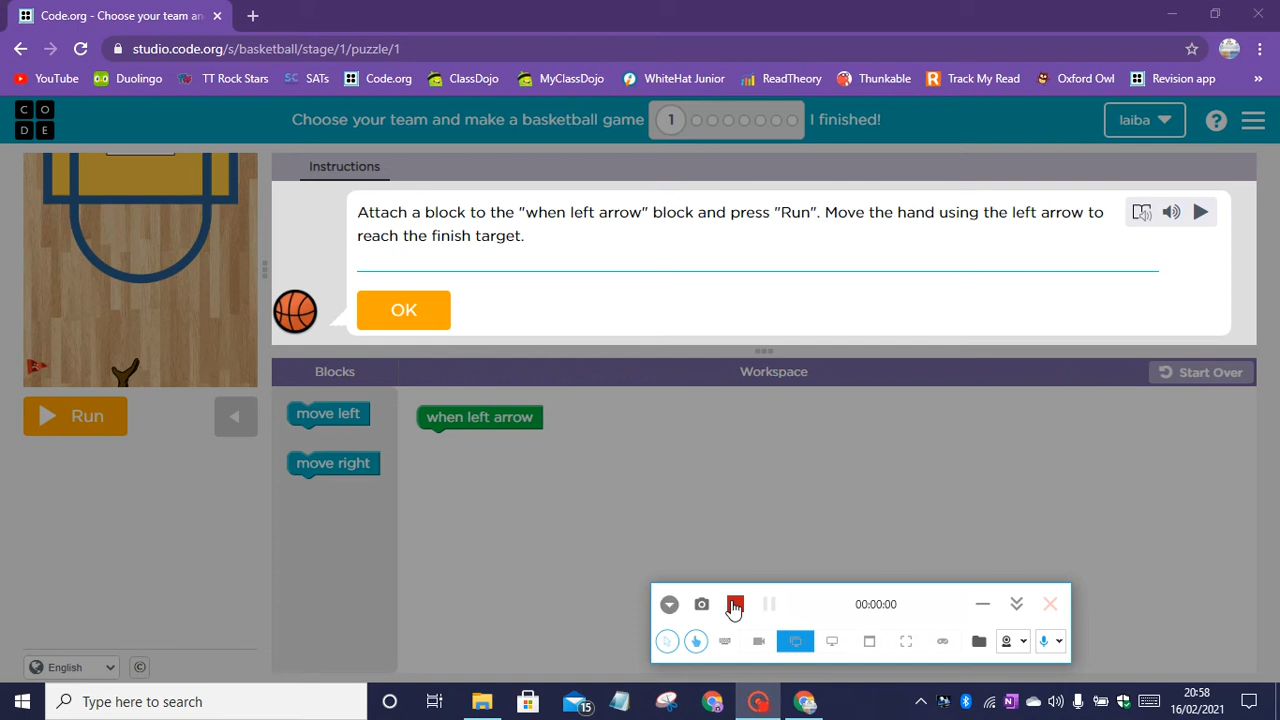 Code.org - Choose your team and
studio.code.org/s/basketball/stage/1/puzzle/1
YouTube Duolingo TT Rock Stars SC SATs Code.org ClassDojo MyClassDojo WhiteHat Junior ReadTheory Thunkable Track My Read Oxford Owl Revision app »
C O D E Choose your team and make a basketball game 1 I finished! laiba ?
Instructions
Attach a block to the "when left arrow" block and press "Run". Move the hand using the left arrow to
reach the finish target.
OK
Blocks Workspace Start Over
Run
move left when left arrow
move right
00:00:00
English ©
Type here to search 15 20:58
16/02/2021